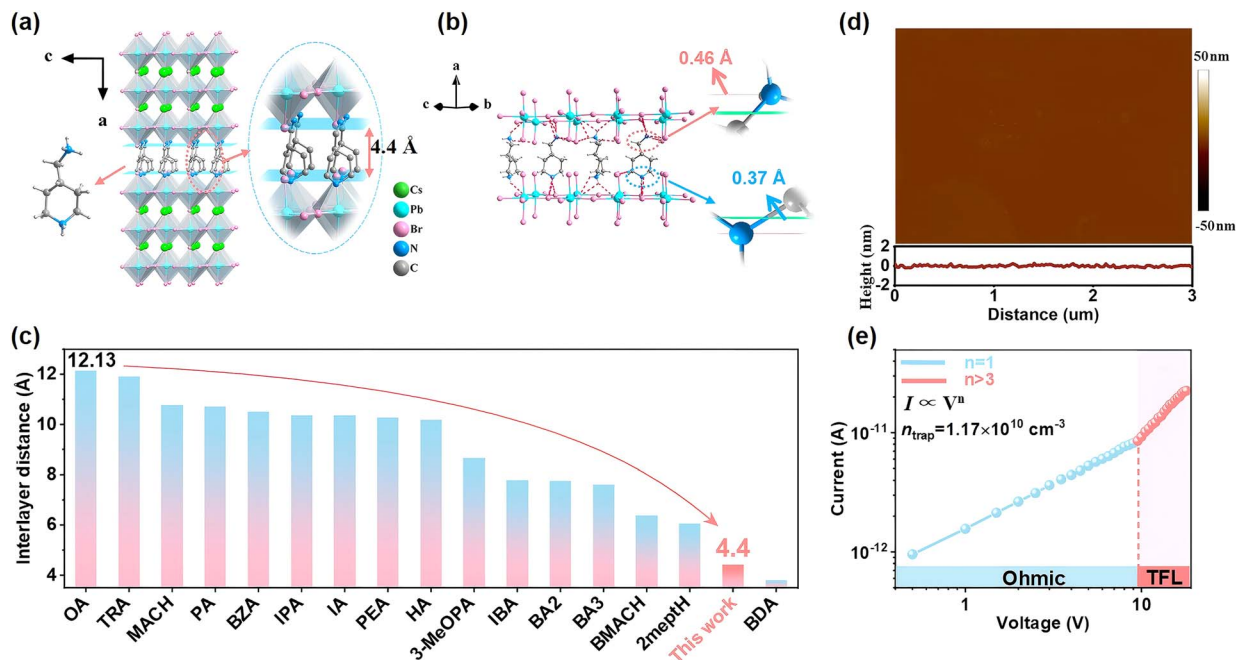 (a)
c
a
4.4 Å
Cs
Pb
Br
N
C
(b)
a
c
b
0.46 Å
0.37 Å
(d)
50nm
-50nm
Height (nm)
2
0
-2
0
1
2
3
Distance (um)
(c)
Interlayer distance (Å)
12
10
8
6
4
12.13
4.4
OA
TRA
MACH
PA
BZA
IPA
IA
PEA
HA
3-MeOPA
IBA
BA2
BA3
BMACH
2meptH
This work
BDA
(e)
n=1
n>3
I ∝ Vⁿ
n_trap=1.17×10¹⁰ cm⁻³
Current (A)
10⁻¹¹
10⁻¹²
Ohmic
TFL
1
10
Voltage (V)